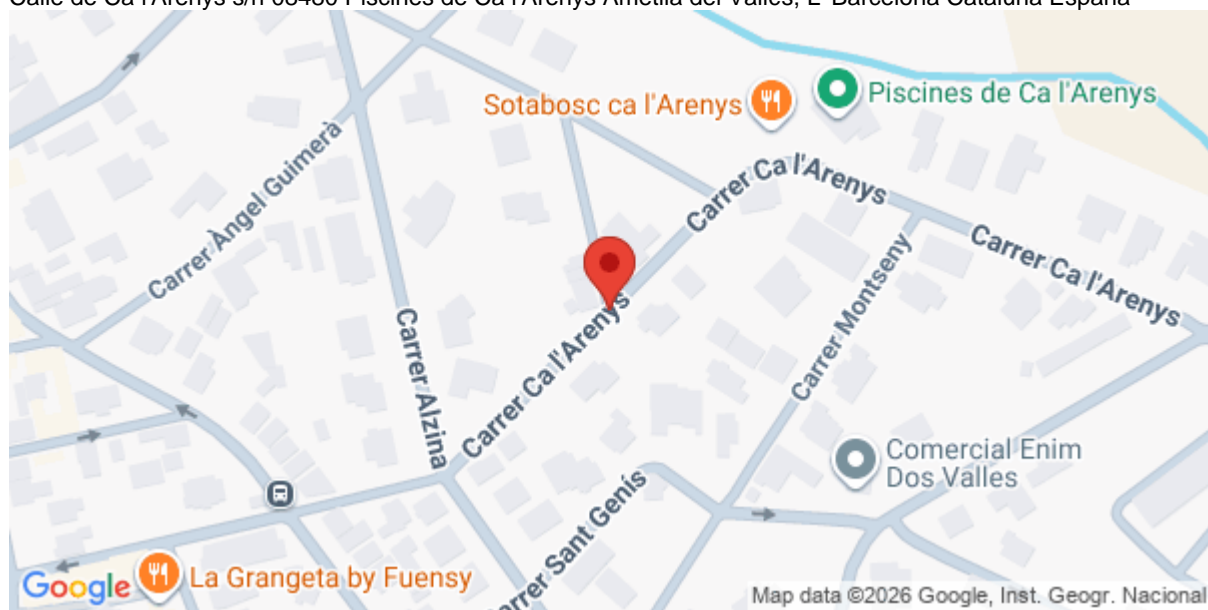 Calle de Ca l'Arenys s/n 08480 Piscines de Ca l'Arenys Ametlla del Vallès, L' Barcelona Cataluña España
Sotabosc ca l'Arenys
Piscines de Ca l'Arenys
Carrer Àngel Guimerà
Carrer Ca l'Arenys
Carrer Ca l'Arenys
Carrer Montseny
Carrer Alzina
Carrer Ca l'Arenys
Comercial Enim
Dos Valles
Carrer Sant Genís
La Grangeta by Fuensy
Google
Map data ©2026 Google, Inst. Geogr. Nacional